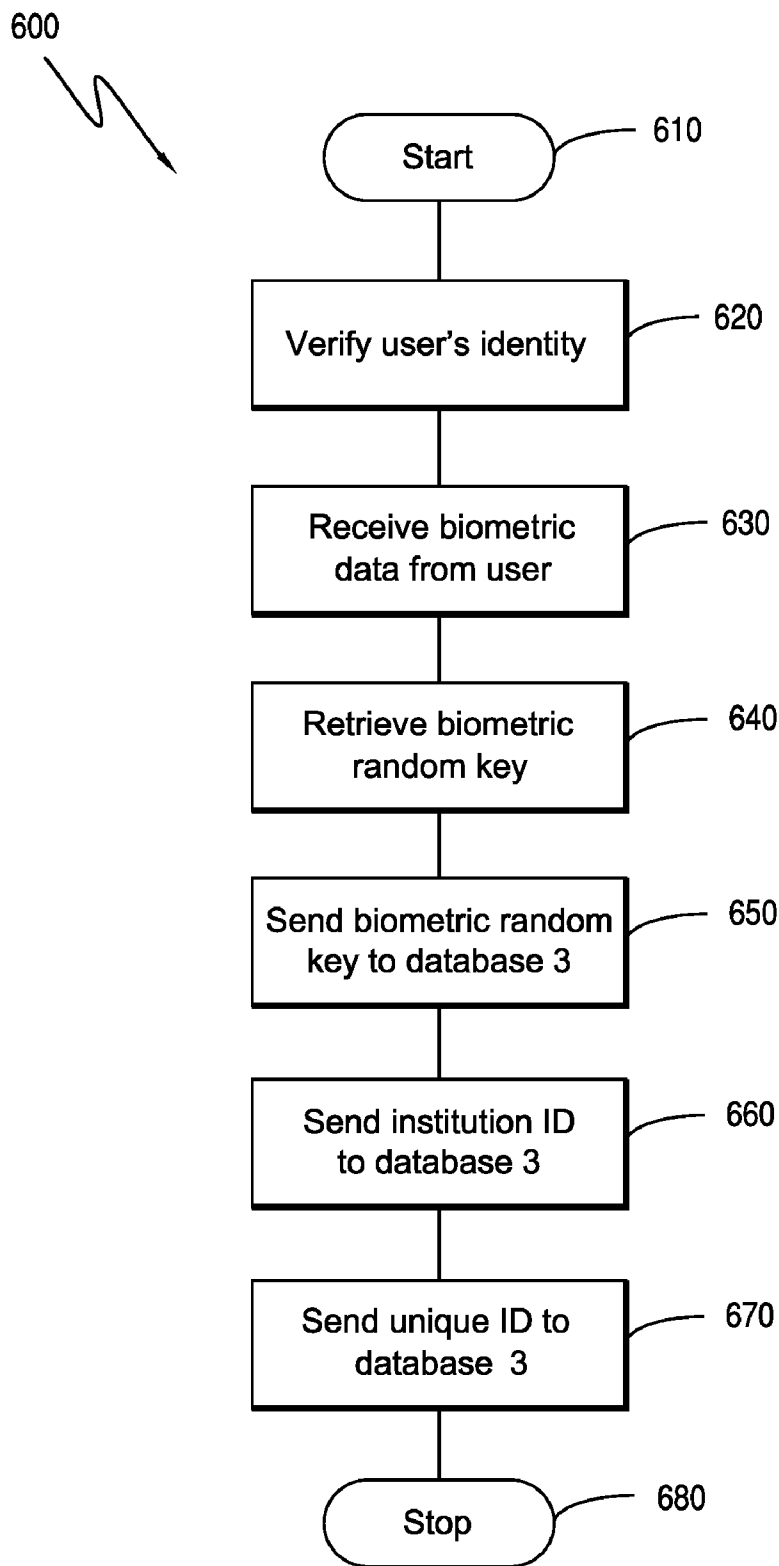 600
Start
610
Verify user's identity
620
Receive biometric
data from user
630
Retrieve biometric
random key
640
Send biometric random
key to database 3
650
Send institution ID
to database 3
660
Send unique ID to
database 3
670
Stop
680